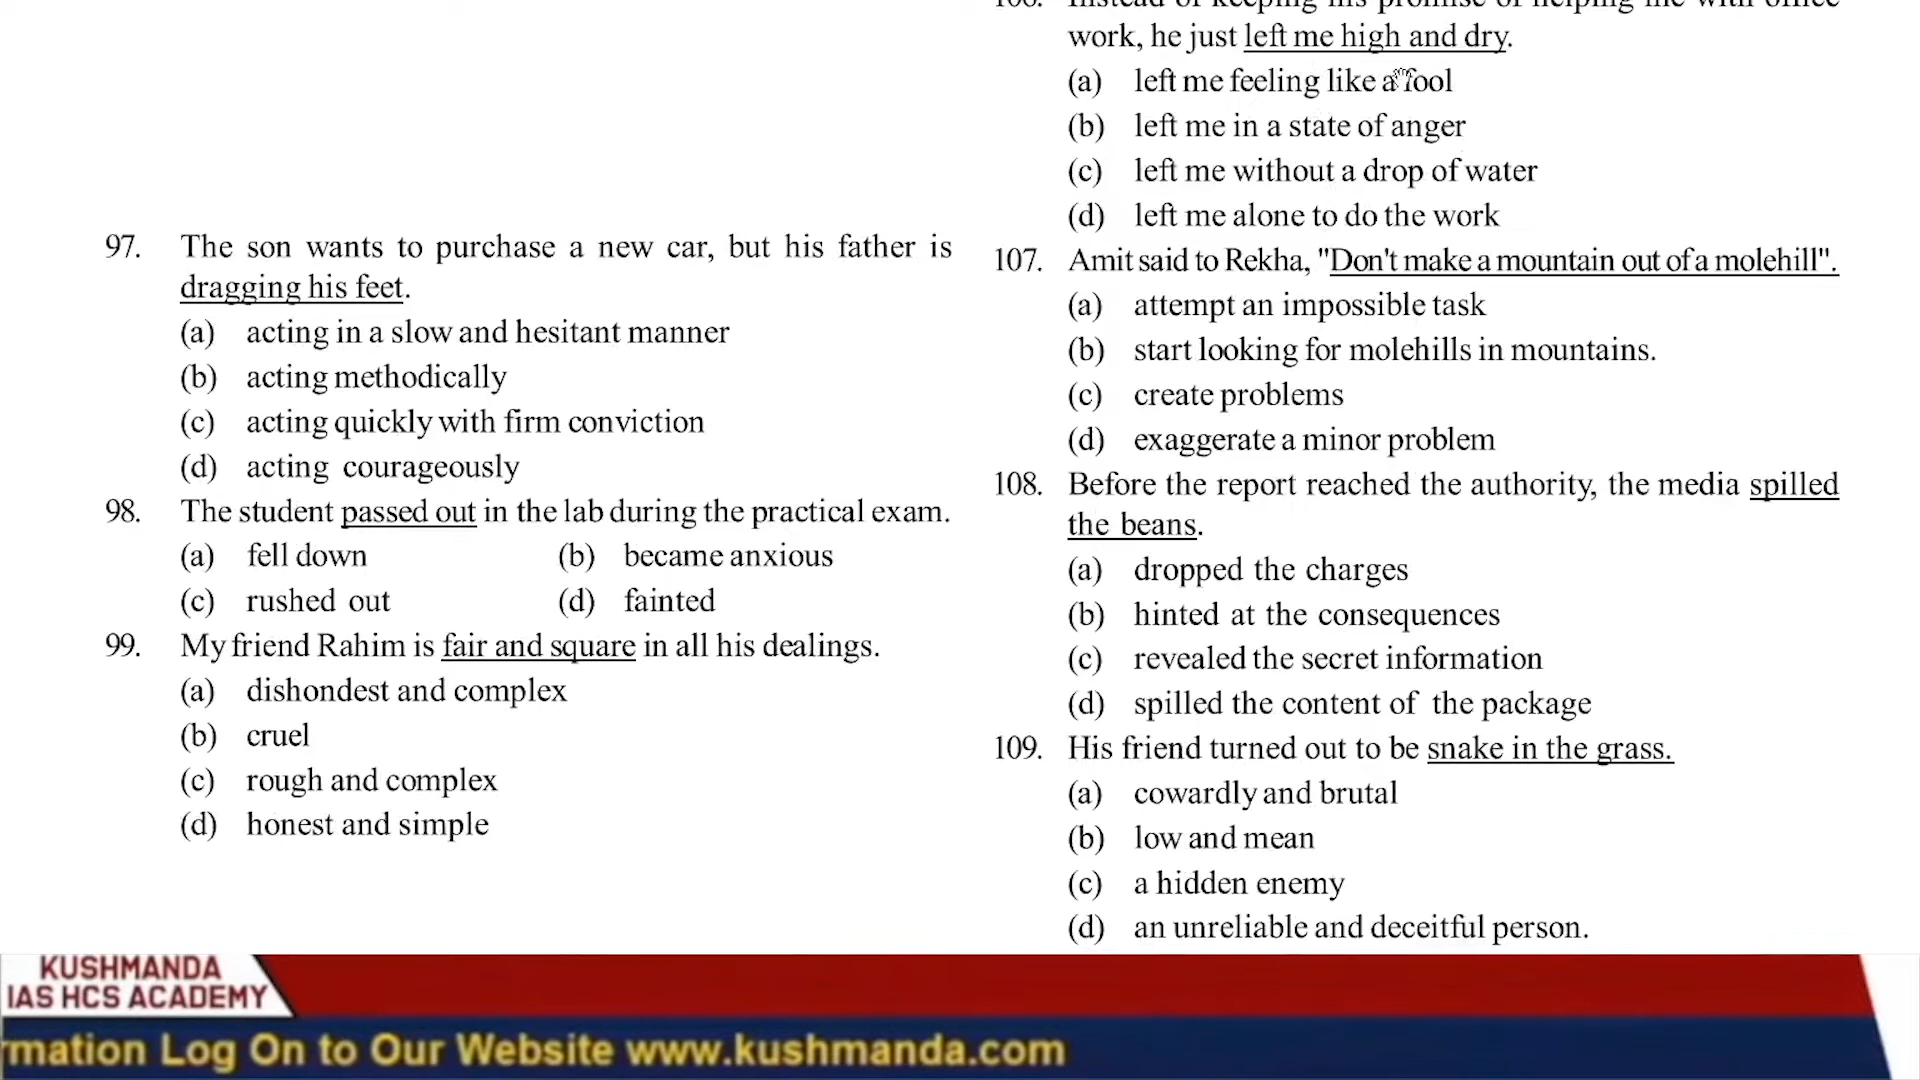 97. The son wants to purchase a new car, but his father is
dragging his feet.
(a) acting in a slow and hesitant manner
(b) acting methodically
(c) acting quickly with firm conviction
(d) acting courageously
98. The student passed out in the lab during the practical exam.
(a) fell down (b) became anxious
(c) rushed out (d) fainted
99. My friend Rahim is fair and square in all his dealings.
(a) dishondest and complex
(b) cruel
(c) rough and complex
(d) honest and simple
106. Instead of keeping his promise of helping me with office
work, he just left me high and dry.
(a) left me feeling like a fool
(b) left me in a state of anger
(c) left me without a drop of water
(d) left me alone to do the work
107. Amit said to Rekha, "Don't make a mountain out of a molehill".
(a) attempt an impossible task
(b) start looking for molehills in mountains.
(c) create problems
(d) exaggerate a minor problem
108. Before the report reached the authority, the media spilled
the beans.
(a) dropped the charges
(b) hinted at the consequences
(c) revealed the secret information
(d) spilled the content of the package
109. His friend turned out to be snake in the grass.
(a) cowardly and brutal
(b) low and mean
(c) a hidden enemy
(d) an unreliable and deceitful person.
KUSHMANDA
IAS HCS ACADEMY
rmation Log On to Our Website www.kushmanda.com